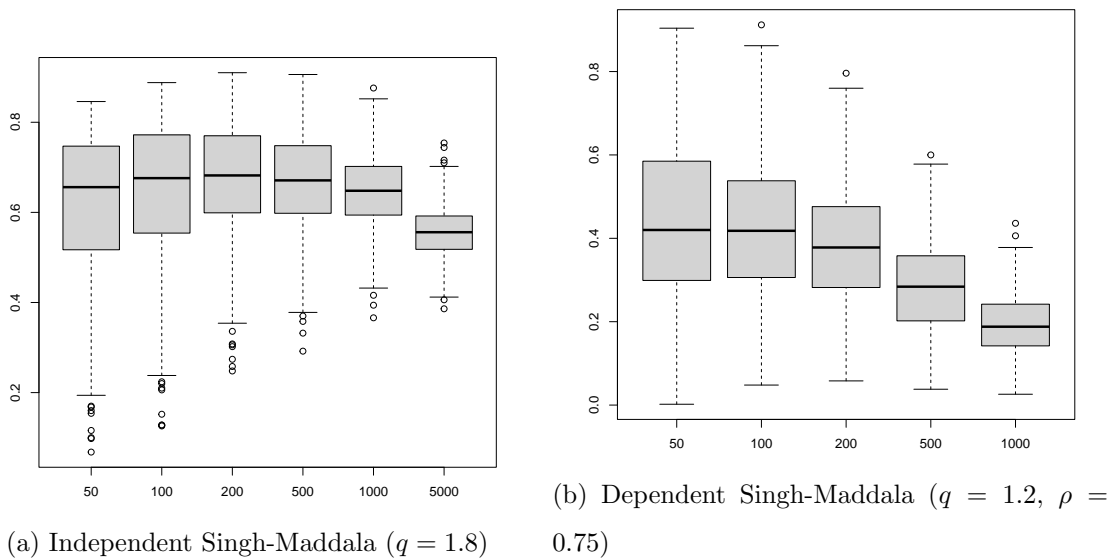 0.8
0.6
0.4
0.2
50 100 200 500 1000 5000
(a) Independent Singh-Maddala (q = 1.8)
0.8
0.6
0.4
0.2
0.0
50 100 200 500 1000
(b) Dependent Singh-Maddala (q = 1.2, ρ =
0.75)